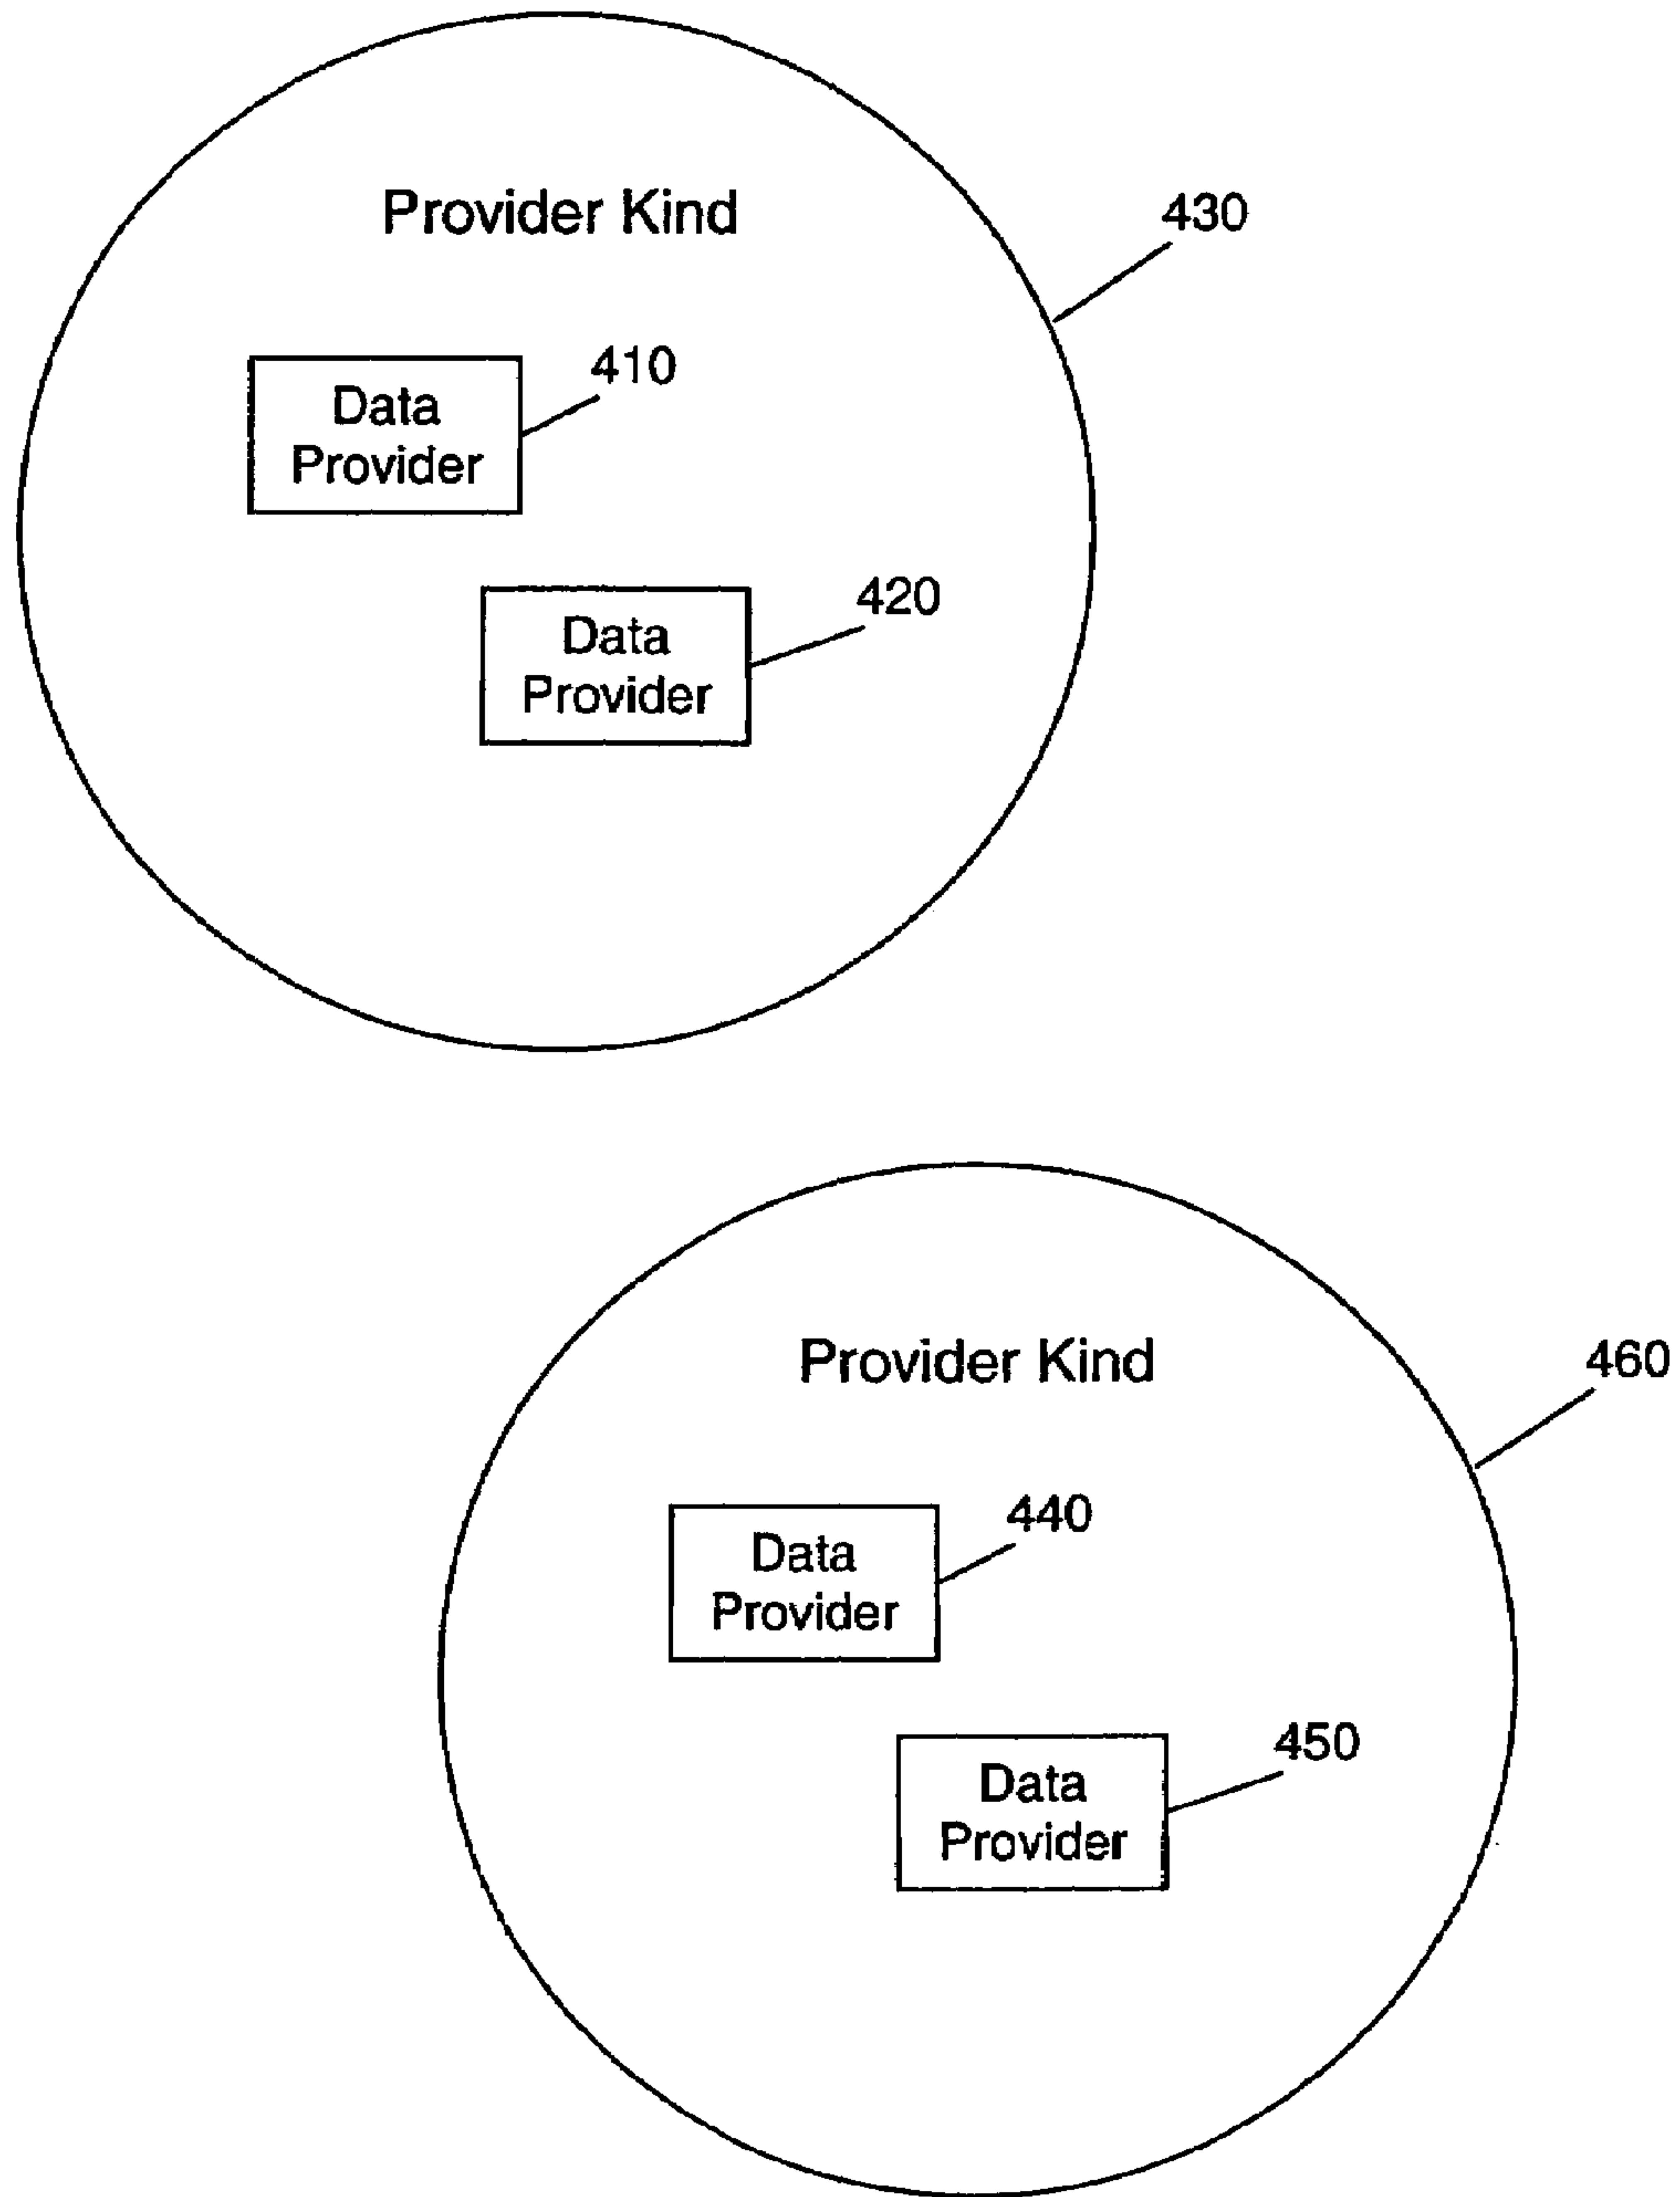 Provider Kind
430
410
Data
Provider
420
Data
Provider
Provider Kind
460
440
Data
Provider
450
Data
Provider